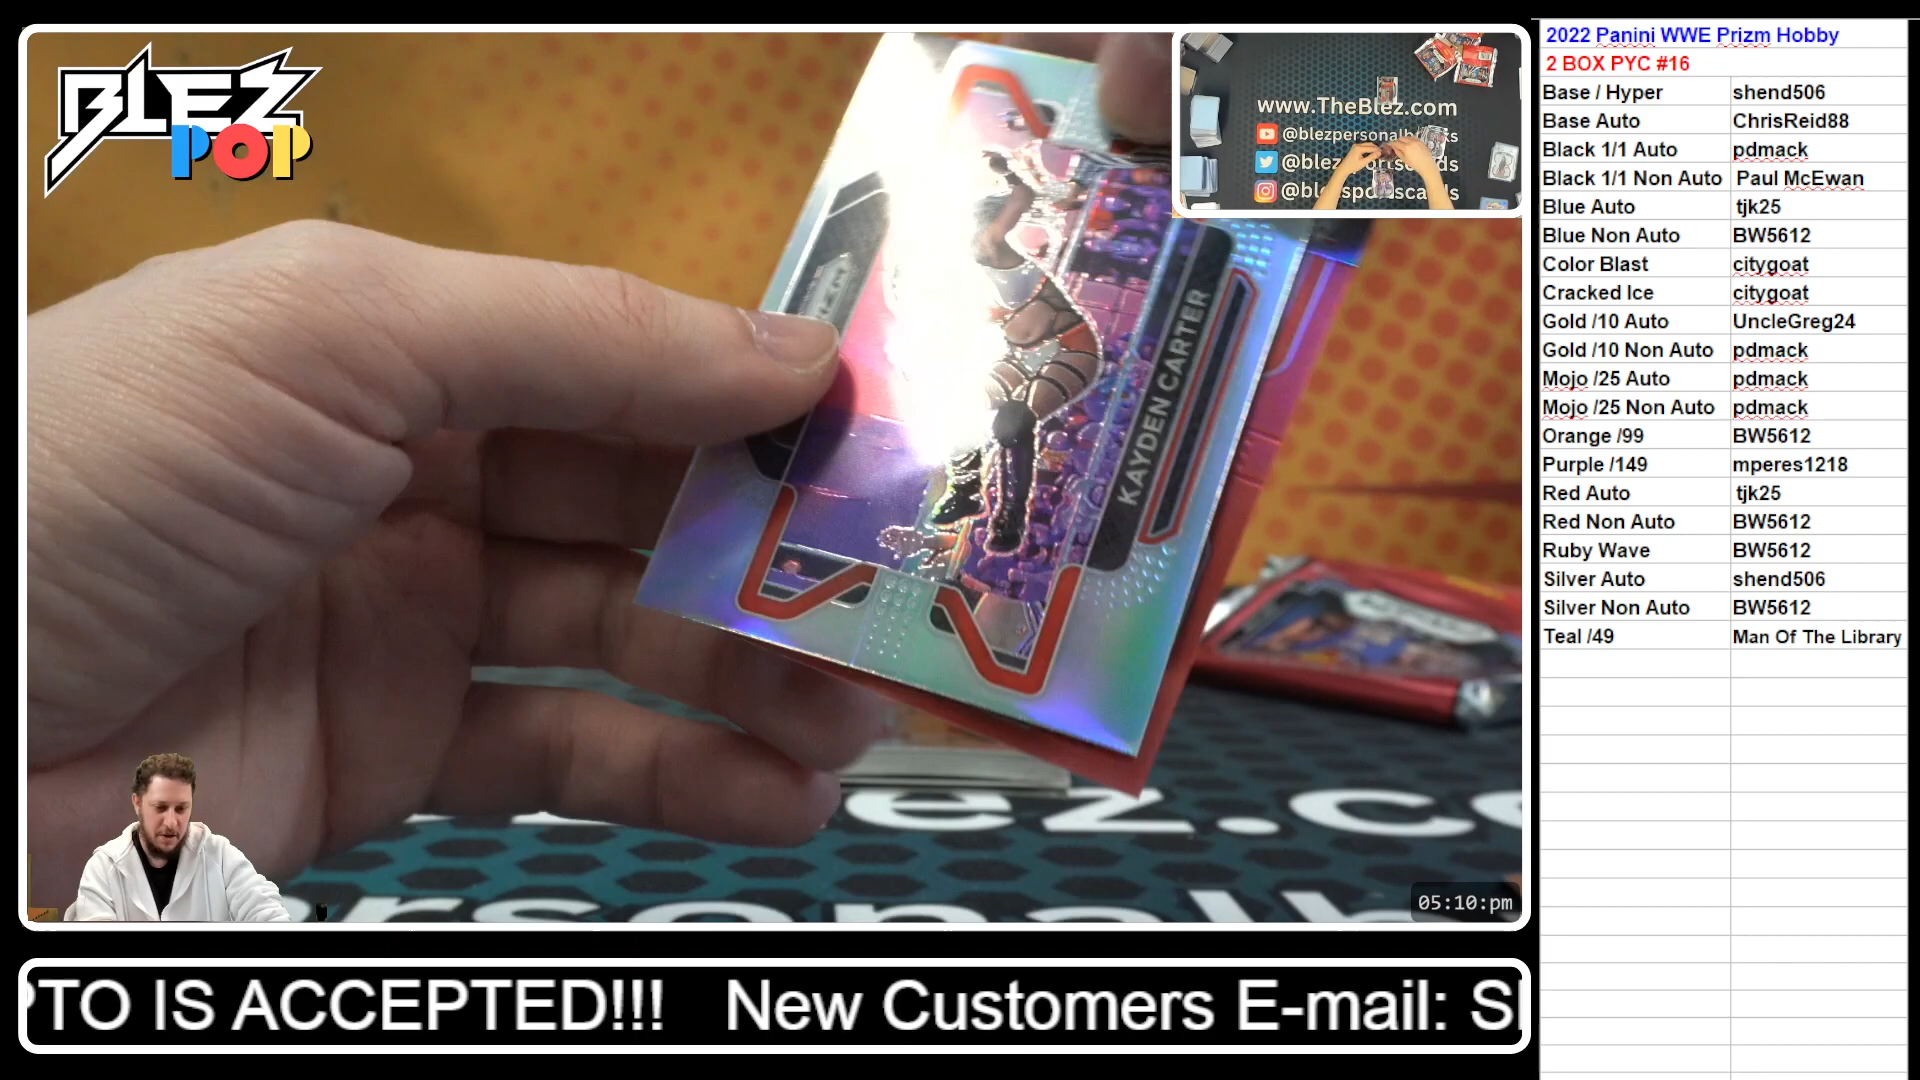 BLEZ
POP
KAYDEN CARTER
www.TheBlez.com
05:10:pm
PTO IS ACCEPTED!!! New Customers E-mail:
2022 Panini WWE Prizm Hobby
2 BOX PYC #16
Base / Hyper shend506
Base Auto ChrisReid88
Black 1/1 Auto pdmack
Black 1/1 Non Auto Paul McEwan
Blue Auto tjk25
Blue Non Auto BW5612
Color Blast citygoat
Cracked Ice citygoat
Gold /10 Auto UncleGreg24
Gold /10 Non Auto pdmack
Mojo /25 Auto pdmack
Mojo /25 Non Auto pdmack
Orange /99 BW5612
Purple /149 mperes1218
Red Auto tjk25
Red Non Auto BW5612
Ruby Wave BW5612
Silver Auto shend506
Silver Non Auto BW5612
Teal /49 Man Of The Library